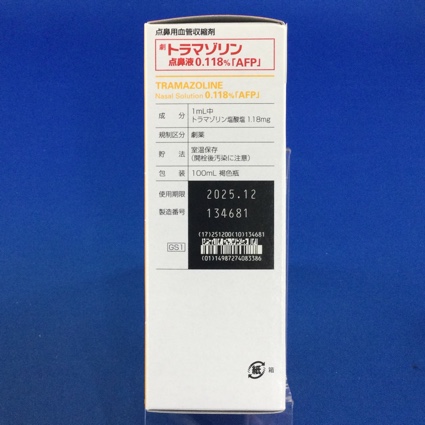 点鼻用血管収縮剤
劇 トラマゾリン
点鼻液0.118%「AFP」
TRAMAZOLINE
Nasal Solution 0.118%「AFP」
成 分 1mL中
トラマゾリン塩酸塩 1.18mg
規制区分 劇薬
貯 法 室温保存
(開栓後汚染に注意)
包 装 100mL 褐色瓶
使用期限 2025.12
製造番号 134681
(17)251200(10)134681
GS1
(01)14987274083386
紙 箱